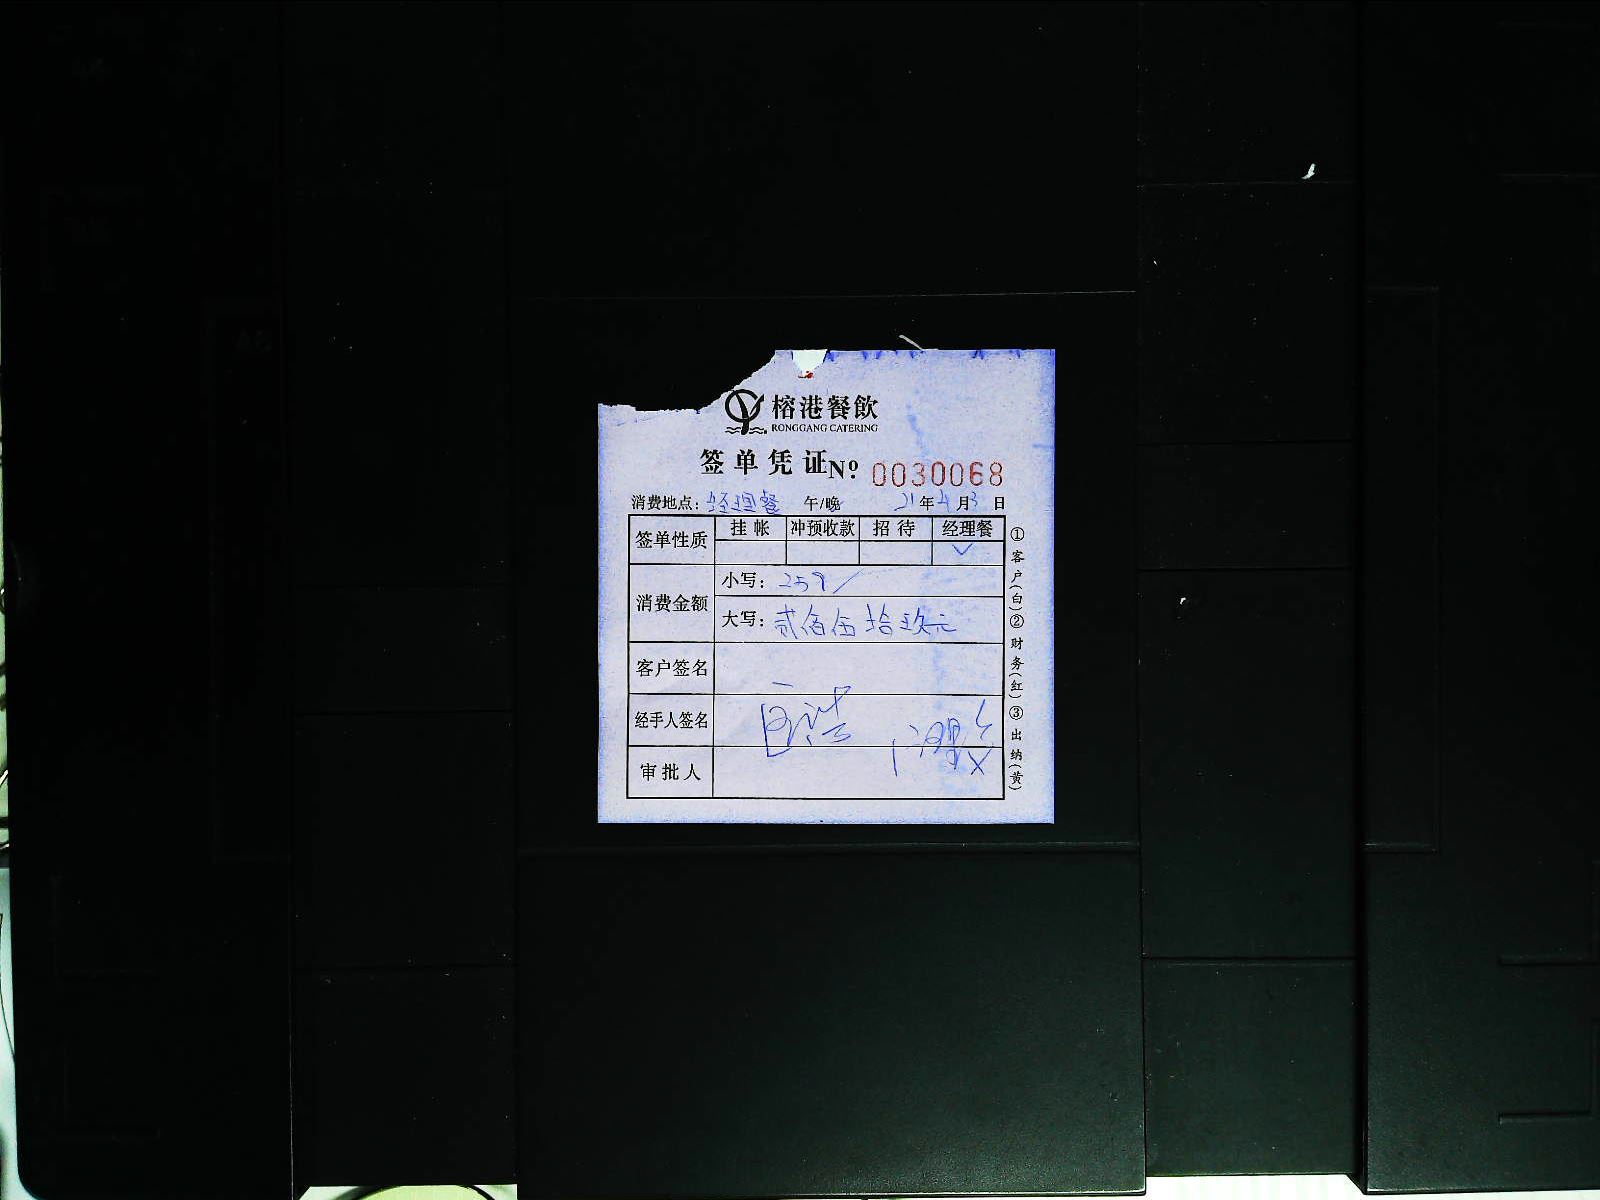 榕港餐飲
RONGGANG CATERING
签单凭证 Nº 0030068
消费地点：经理餐 午/晚 21年4月3日
签单性质 挂帐 冲预收款 招待 经理餐
✓
消费金额 小写：259/
大写：贰佰伍拾玖元
客户签名
经手人签名
审批人
①客户（白）②财务（红）③出纳（黄）